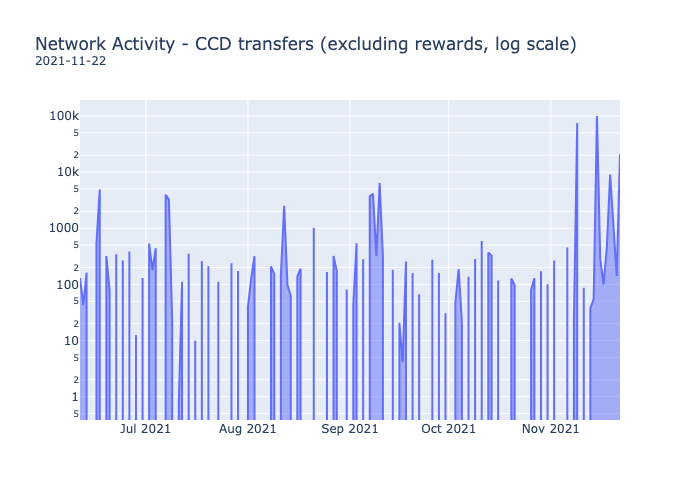 Network Activity - CCD transfers (excluding rewards, log scale)
2021-11-22
100k
5
2
10k
5
2
1000
5
2
100
5
2
10
5
2
1
5
Jul 2021
Aug 2021
Sep 2021
Oct 2021
Nov 2021